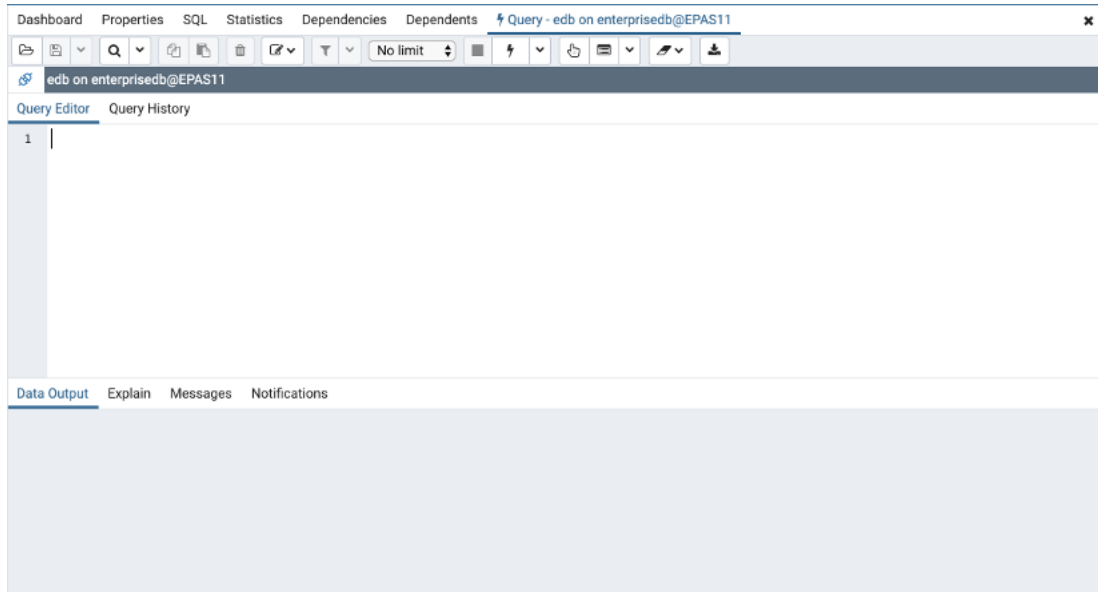 Dashboard Properties SQL Statistics Dependencies Dependents Query - edb on enterprisedb@EPAS11
No limit
edb on enterprisedb@EPAS11
Query Editor Query History
1
Data Output Explain Messages Notifications